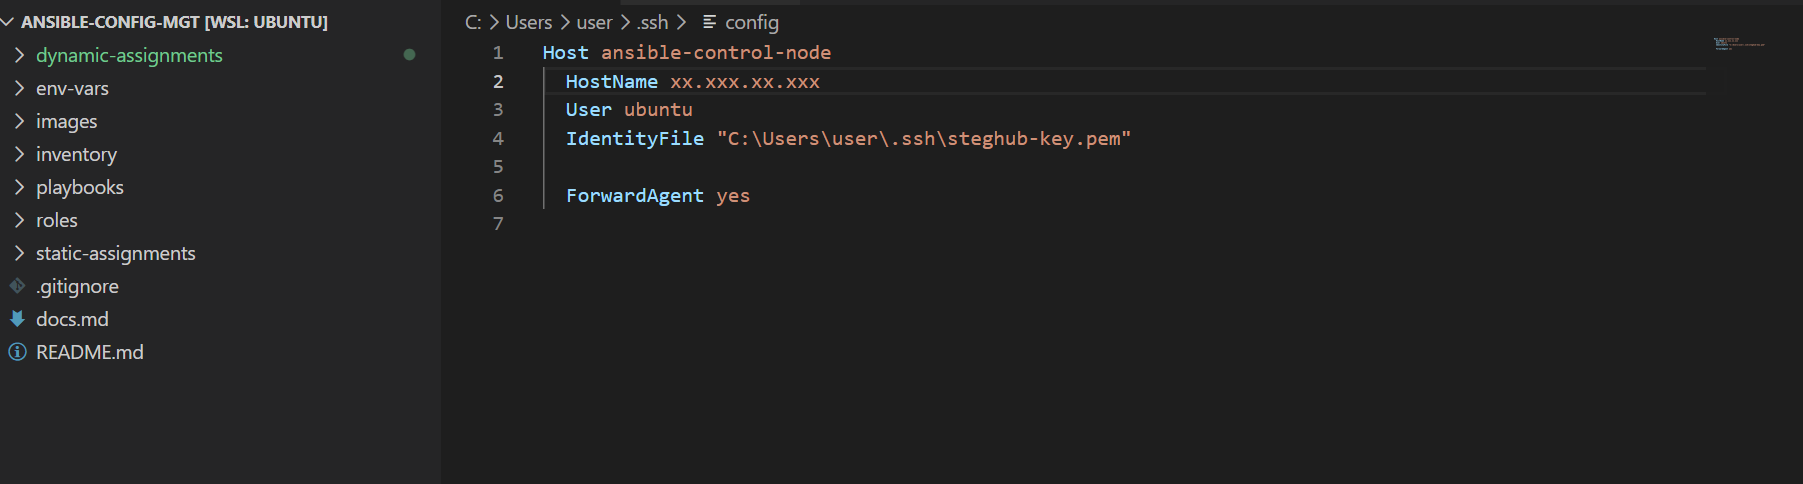 ANSIBLE-CONFIG-MGT [WSL: UBUNTU]
dynamic-assignments
env-vars
images
inventory
playbooks
roles
static-assignments
.gitignore
docs.md
README.md
C: > Users > user > .ssh > config
1 Host ansible-control-node
2 HostName xx.xxx.xx.xxx
3 User ubuntu
4 IdentityFile "C:\Users\user\.ssh\steghub-key.pem"
5
6 ForwardAgent yes
7